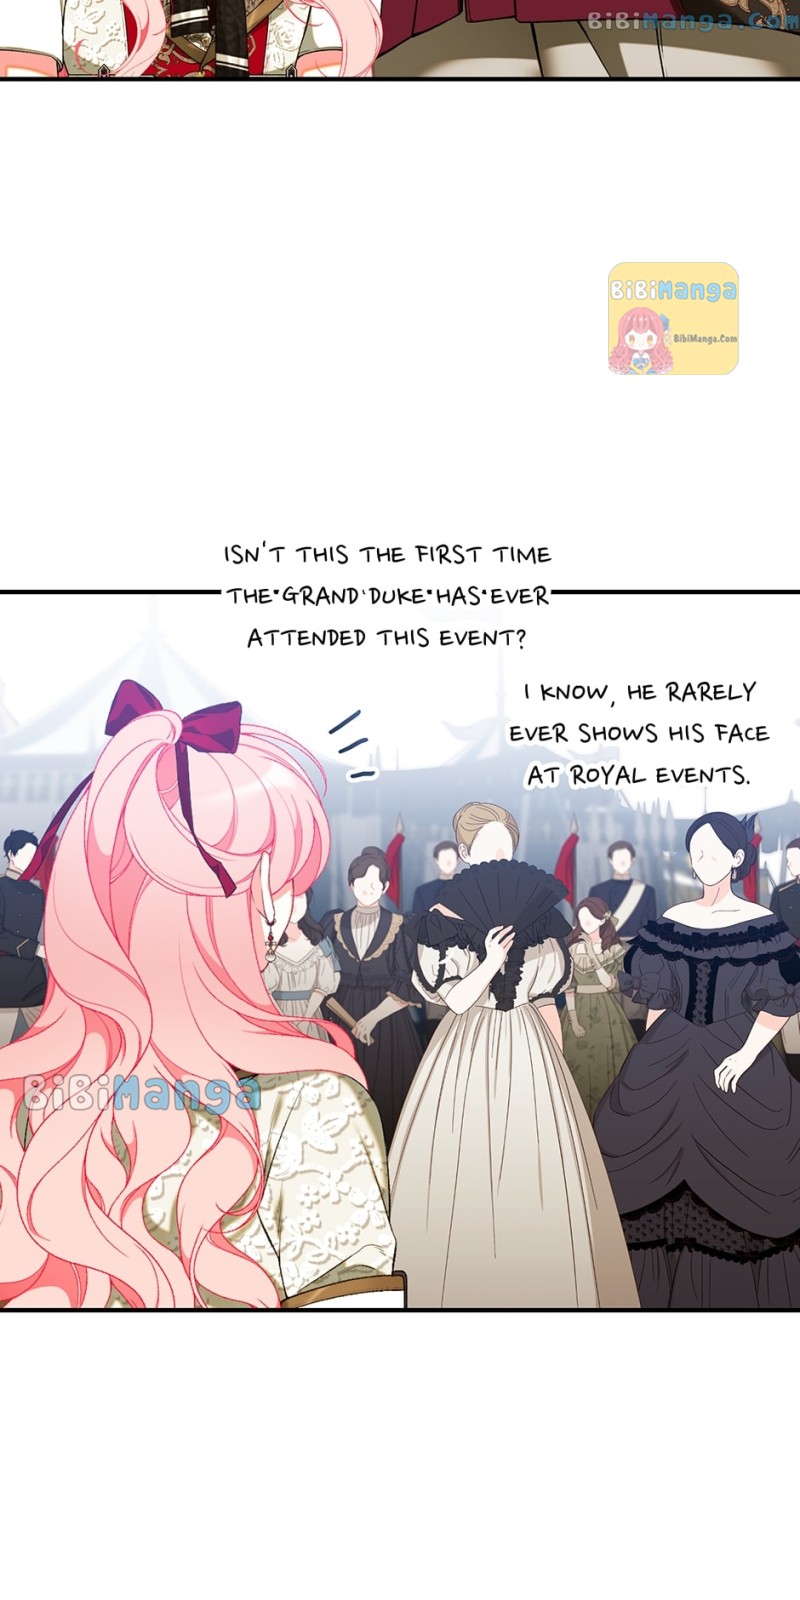 BiBiManga.Com
BiBiManga
BibiManga.Com
ISN'T THIS THE FIRST TIME
THE GRAND DUKE HAS EVER
ATTENDED THIS EVENT?
I KNOW, HE RARELY
EVER SHOWS HIS FACE
AT ROYAL EVENTS.
BiBiManga